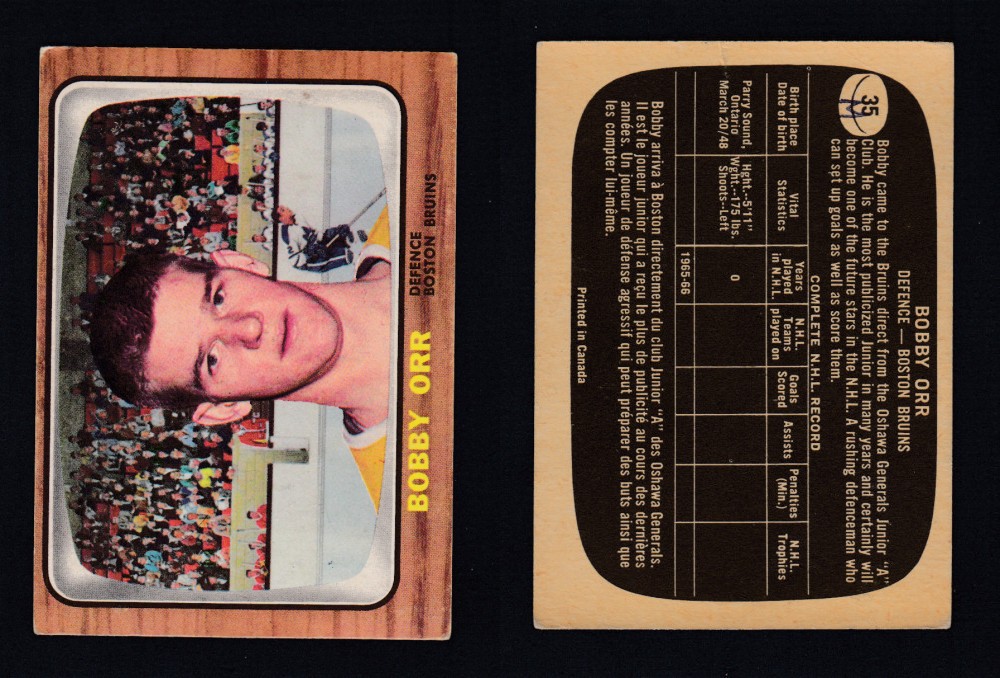 DEFENCE
BOSTON BRUINS
BOBBY ORR
35
BOBBY ORR
DEFENCE — BOSTON BRUINS
Bobby came to the Bruins direct from the Oshawa Generals Junior "A"
Club. He is the most publicized Junior in many years and certainly will
become one of the future stars in the N.H.L. A rushing defenceman who
can set up goals as well as score them.
COMPLETE N.H.L. RECORD
Birth place
Date of birth
Vital
Statistics
Years
played
in N.H.L.
N.H.L.
Teams
played on
Goals
Scored
Assists
Penalties
(Min.)
N.H.L.
Trophies
Parry Sound,
Ontario
March 20/48
Hght.--5'11"
Wght.--175 lbs.
Shoots--Left
0
1965-66
Bobby arriva à Boston directement du club Junior "A" des Oshawa Generals.
Il est le joueur junior qui a reçu le plus de publicité au cours des dernières
années. Un joueur de défense agressif qui peut préparer des buts ainsi que
les compter lui-même.
Printed in Canada